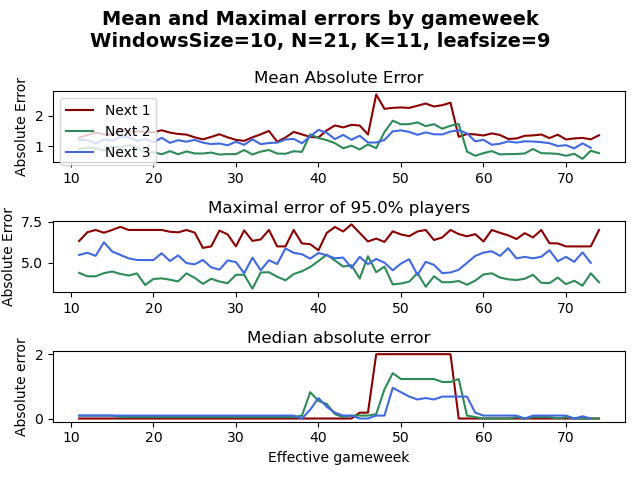 Mean and Maximal errors by gameweek
WindowsSize=10, N=21, K=11, leafsize=9
Mean Absolute Error
Absolute Error
2
1
Next 1
Next 2
Next 3
10 20 30 40 50 60 70
Maximal error of 95.0% players
Absolute Error
7.5
5.0
10 20 30 40 50 60 70
Median absolute error
Absolute error
2
0
10 20 30 40 50 60 70
Effective gameweek